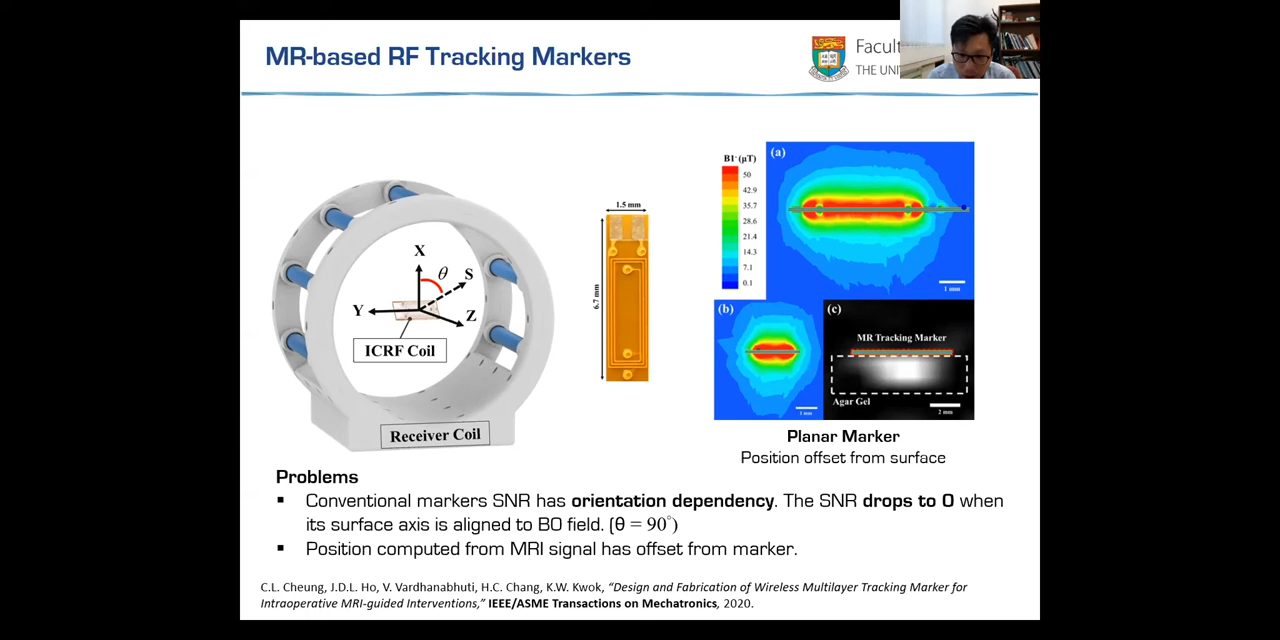 MR-based RF Tracking Markers
THE
X
θ
S
Y
Z
ICRF Coil
Receiver Coil
1.5 mm
6.7 mm
B1⁻(μT)
50
42.9
35.7
28.6
21.4
14.3
7.1
0.1
(a)
1 mm
(b)
1 mm
(c)
MR Tracking Marker
Agar Gel
2 mm
Planar Marker
Position offset from surface
Problems
▪ Conventional markers SNR has orientation dependency. The SNR drops to 0 when
its surface axis is aligned to B0 field. (θ = 90°)
▪ Position computed from MRI signal has offset from marker.
C.L. Cheung, J.D.L. Ho, V. Vardhanabhuti, H.C. Chang, K.W. Kwok, “Design and Fabrication of Wireless Multilayer Tracking Marker for
Intraoperative MRI-guided Interventions,” IEEE/ASME Transactions on Mechatronics, 2020.